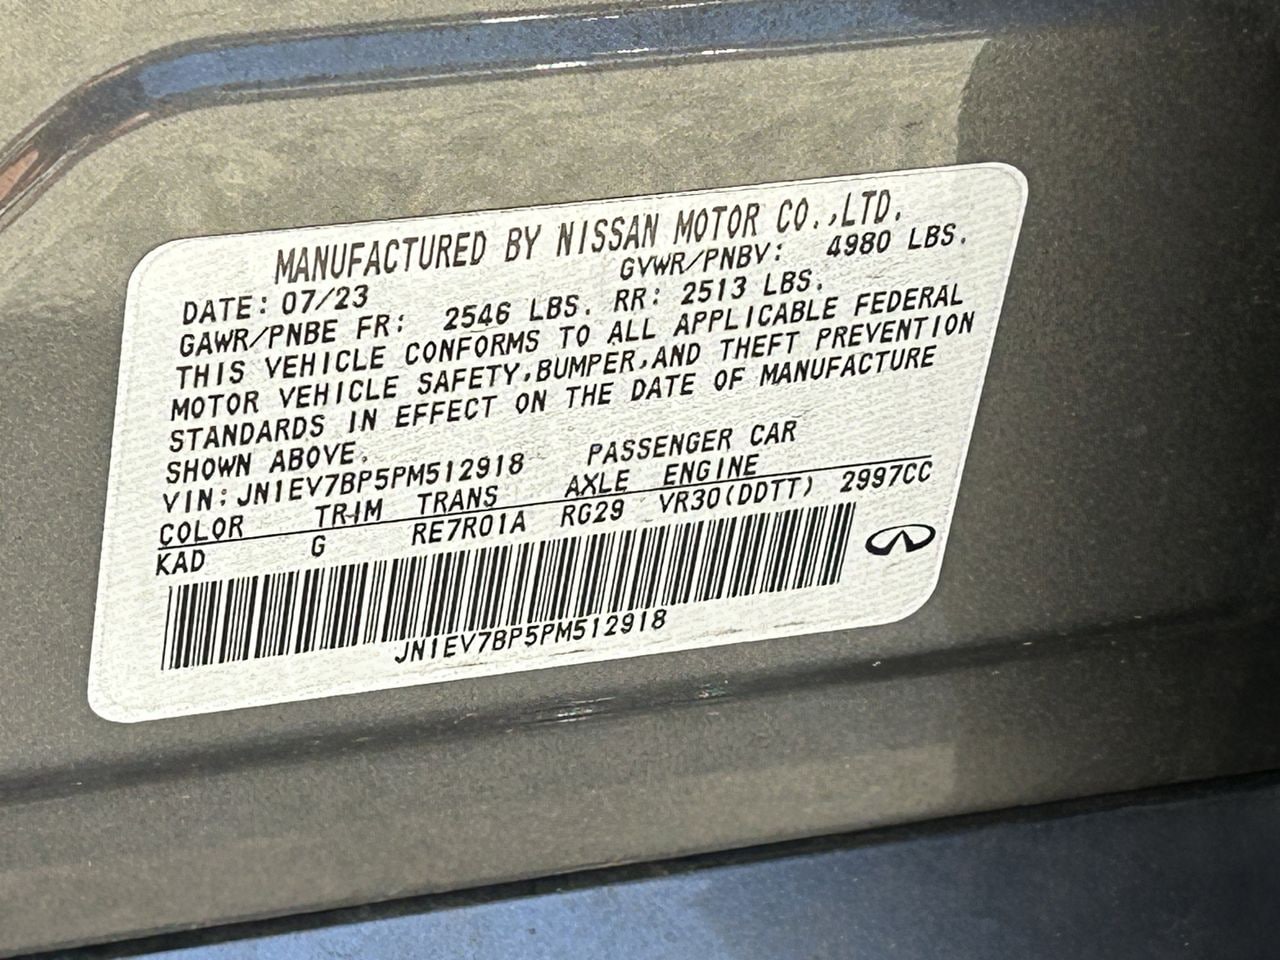 MANUFACTURED BY NISSAN MOTOR CO.,LTD.
DATE: 07/23 GVWR/PNBV: 4980 LBS.
GAWR/PNBE FR: 2546 LBS. RR: 2513 LBS.
THIS VEHICLE CONFORMS TO ALL APPLICABLE FEDERAL
MOTOR VEHICLE SAFETY,BUMPER,AND THEFT PREVENTION
STANDARDS IN EFFECT ON THE DATE OF MANUFACTURE
SHOWN ABOVE.
VIN:JN1EV7BP5PM512918 PASSENGER CAR
COLOR TRIM TRANS AXLE ENGINE
KAD G RE7R01A RG29 VR30(DDTT) 2997CC
JN1EV7BP5PM512918